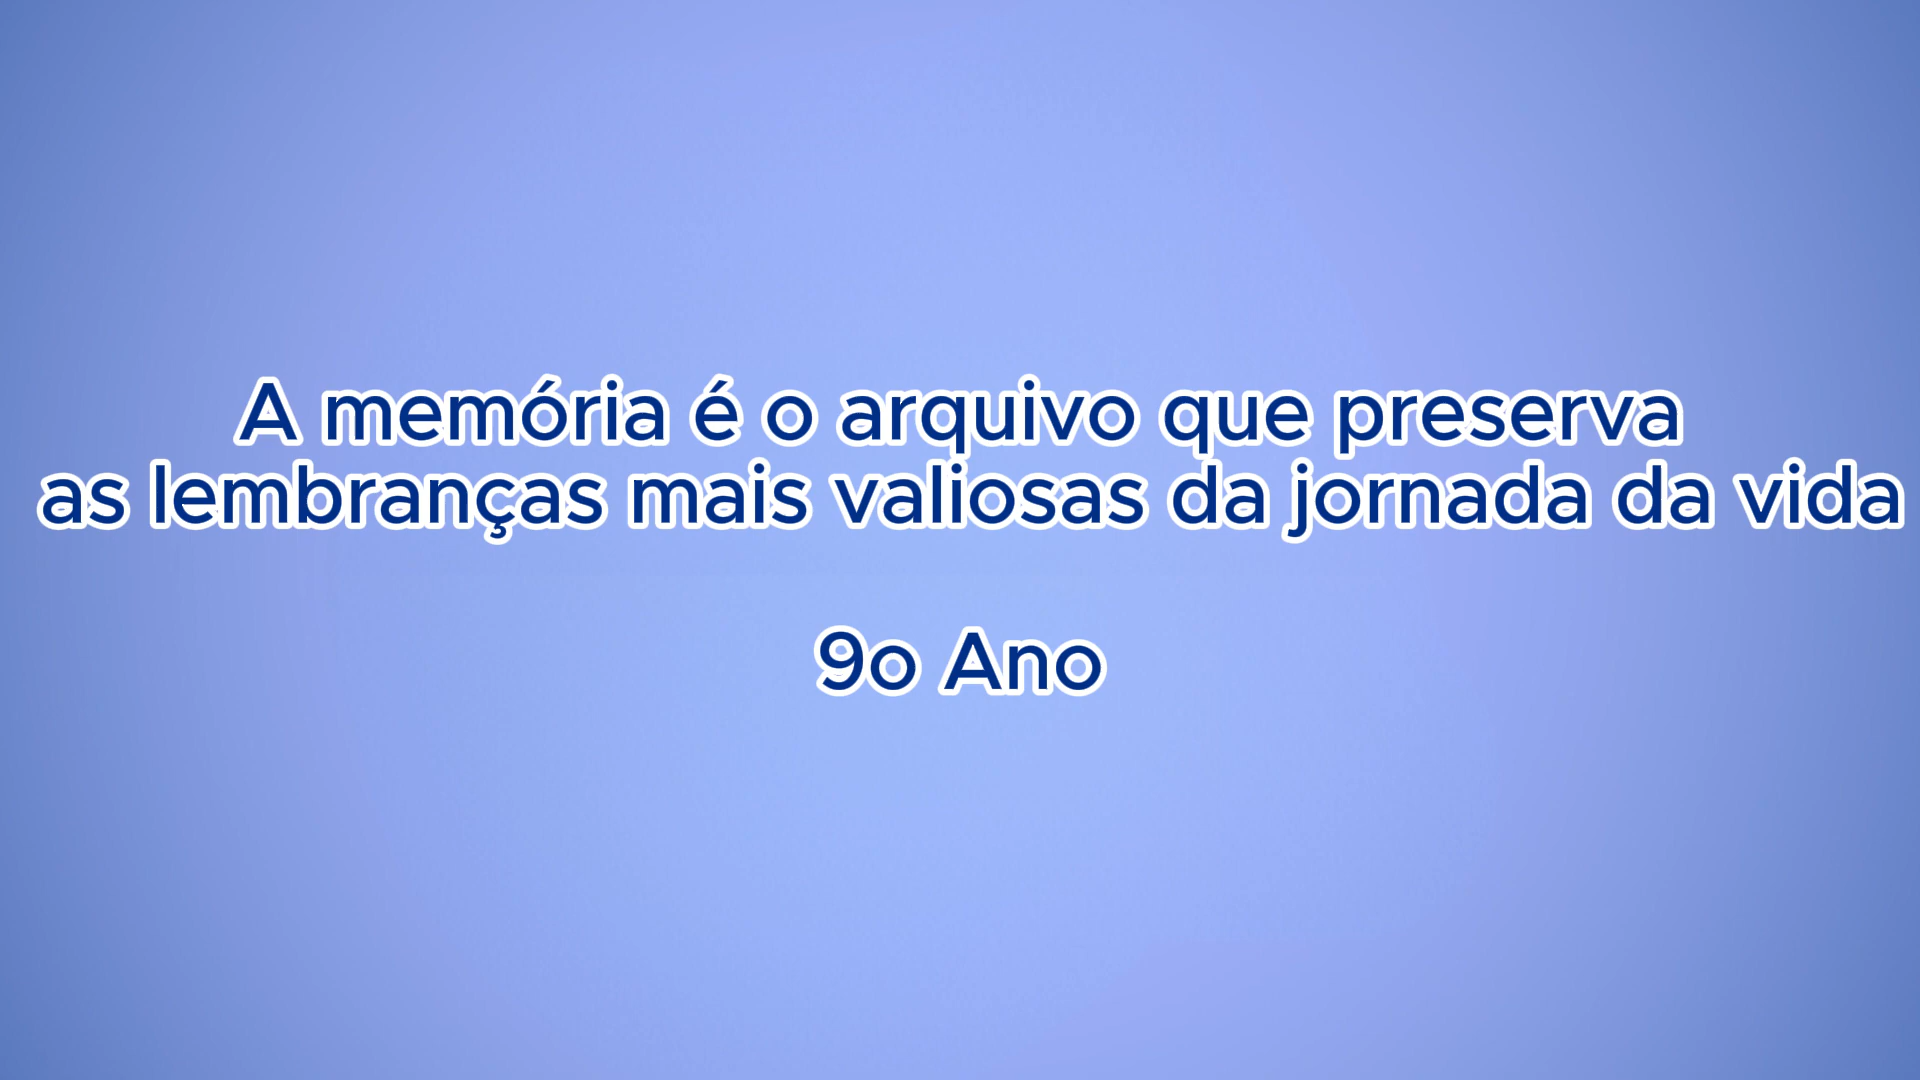 A memória é o arquivo que preserva
as lembranças mais valiosas da jornada da vida
9o Ano